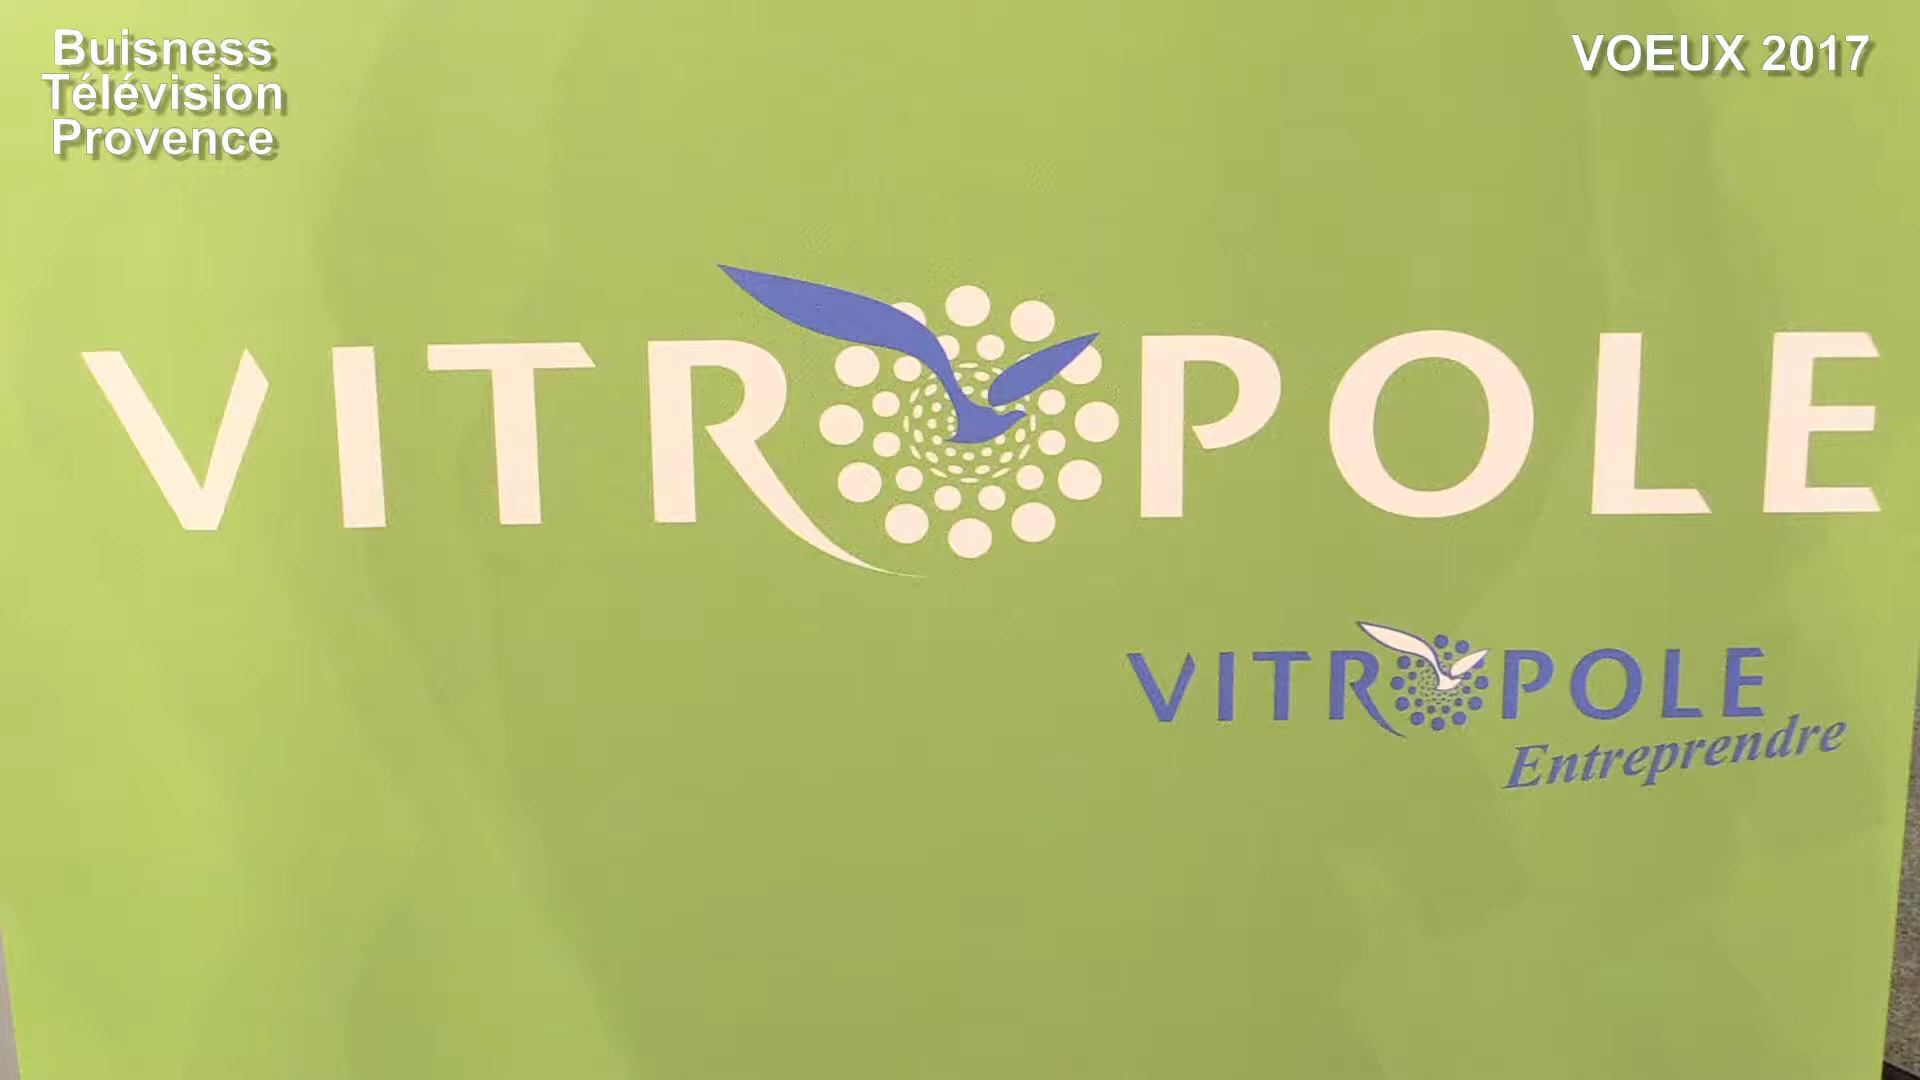 Buisness
Télévision
Provence
VOEUX 2017
VITROPOLE
VITROPOLE
Entreprendre